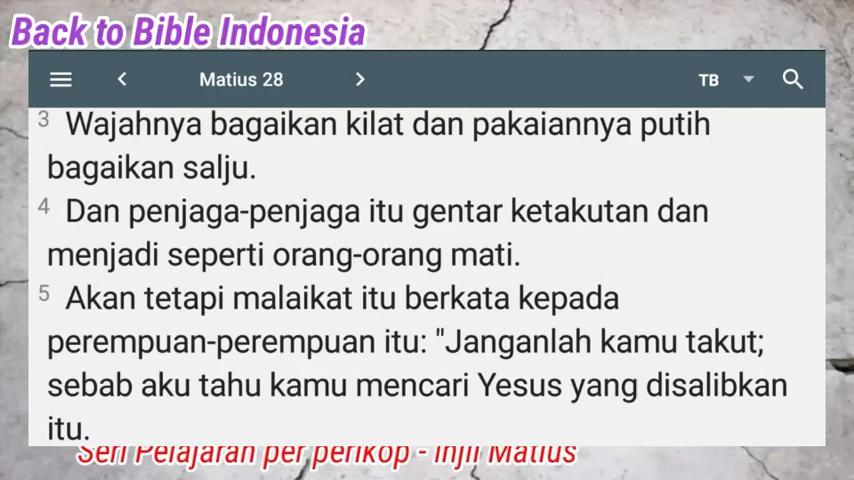 Back to Bible Indonesia
Matius 28
TB
3 Wajahnya bagaikan kilat dan pakaiannya putih
bagaikan salju.
4 Dan penjaga-penjaga itu gentar ketakutan dan
menjadi seperti orang-orang mati.
5 Akan tetapi malaikat itu berkata kepada
perempuan-perempuan itu: "Janganlah kamu takut;
sebab aku tahu kamu mencari Yesus yang disalibkan
itu.
Seri Pelajaran per perikop - Injil Matius